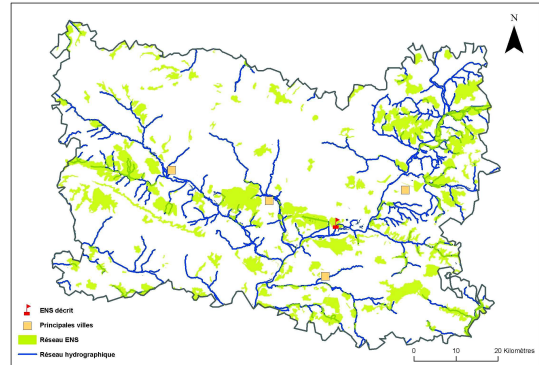 N
ENS décrit
Principales villes
Réseau ENS
Réseau hydrographique
0 10 20 Kilomètres